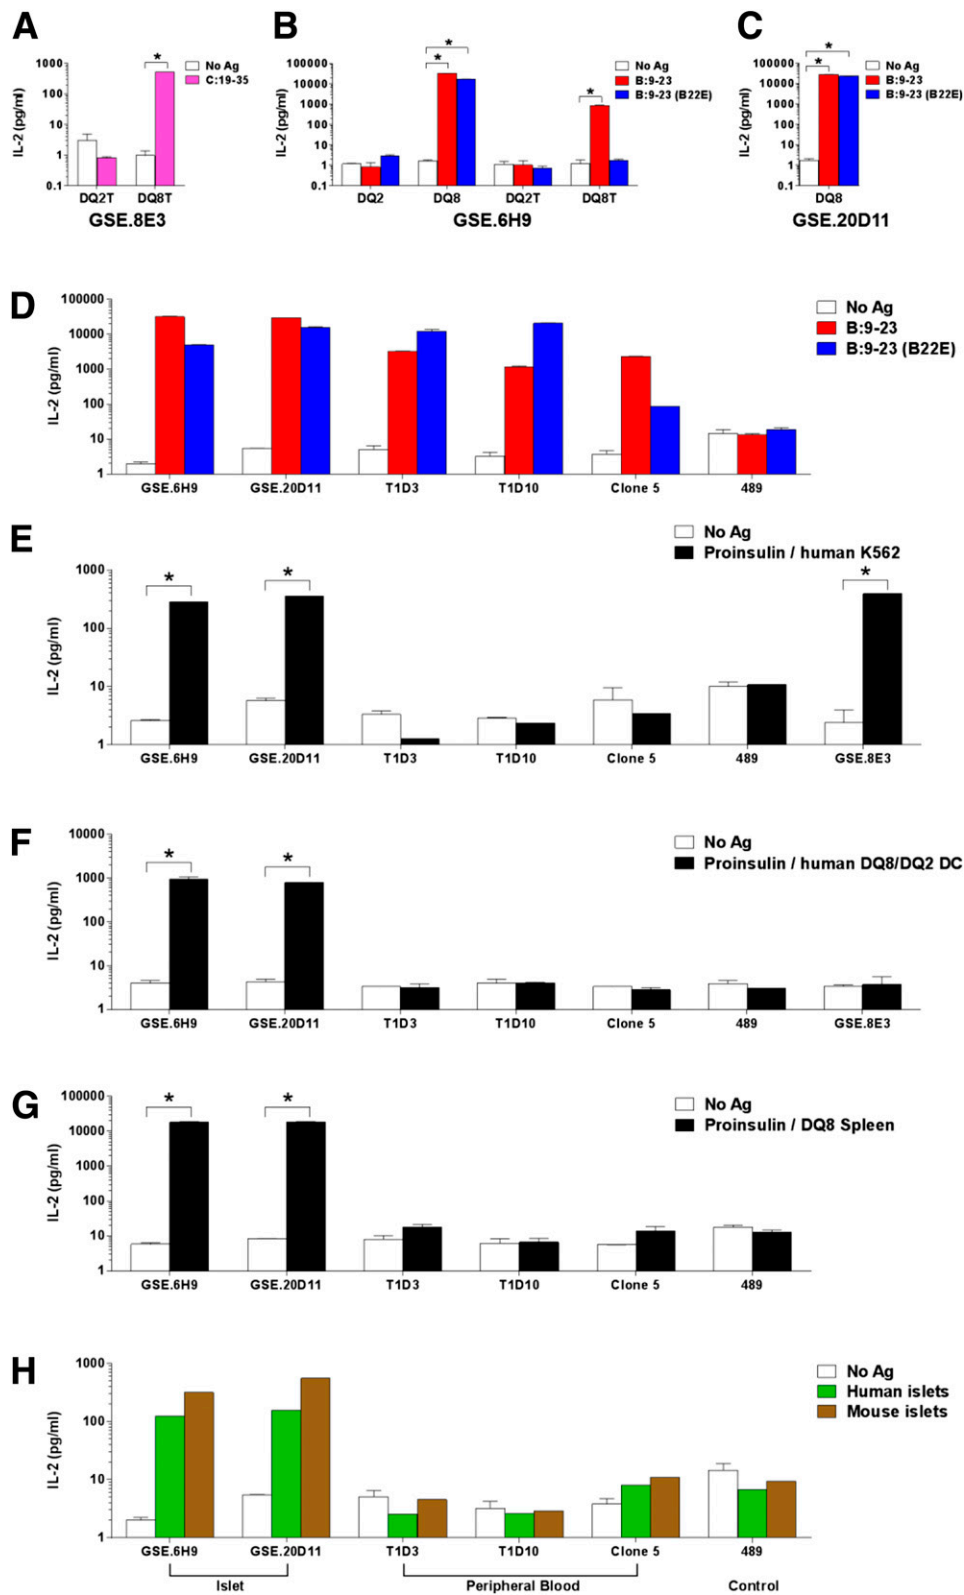 A
No Ag
C:19-35
*
IL-2 (pg/ml)
1000
100
10
1
0.1
DQ2T
DQ8T
GSE.8E3
B
No Ag
B:9-23
B:9-23 (B22E)
*
*
*
IL-2 (pg/ml)
100000
10000
1000
100
10
1
0.1
DQ2
DQ8
DQ2T
DQ8T
GSE.6H9
C
No Ag
B:9-23
B:9-23 (B22E)
*
*
IL-2 (pg/ml)
100000
10000
1000
100
10
1
0.1
DQ8
GSE.20D11
D
No Ag
B:9-23
B:9-23 (B22E)
IL-2 (pg/ml)
100000
10000
1000
100
10
1
GSE.6H9
GSE.20D11
T1D3
T1D10
Clone 5
489
E
No Ag
Proinsulin / human K562
*
*
*
IL-2 (pg/ml)
1000
100
10
1
GSE.6H9
GSE.20D11
T1D3
T1D10
Clone 5
489
GSE.8E3
F
No Ag
Proinsulin / human DQ8/DQ2 DC
*
*
IL-2 (pg/ml)
10000
1000
100
10
1
GSE.6H9
GSE.20D11
T1D3
T1D10
Clone 5
489
GSE.8E3
G
No Ag
Proinsulin / DQ8 Spleen
*
*
IL-2 (pg/ml)
100000
10000
1000
100
10
1
GSE.6H9
GSE.20D11
T1D3
T1D10
Clone 5
489
H
No Ag
Human islets
Mouse islets
IL-2 (pg/ml)
1000
100
10
1
GSE.6H9
GSE.20D11
T1D3
T1D10
Clone 5
489
Islet
Peripheral Blood
Control